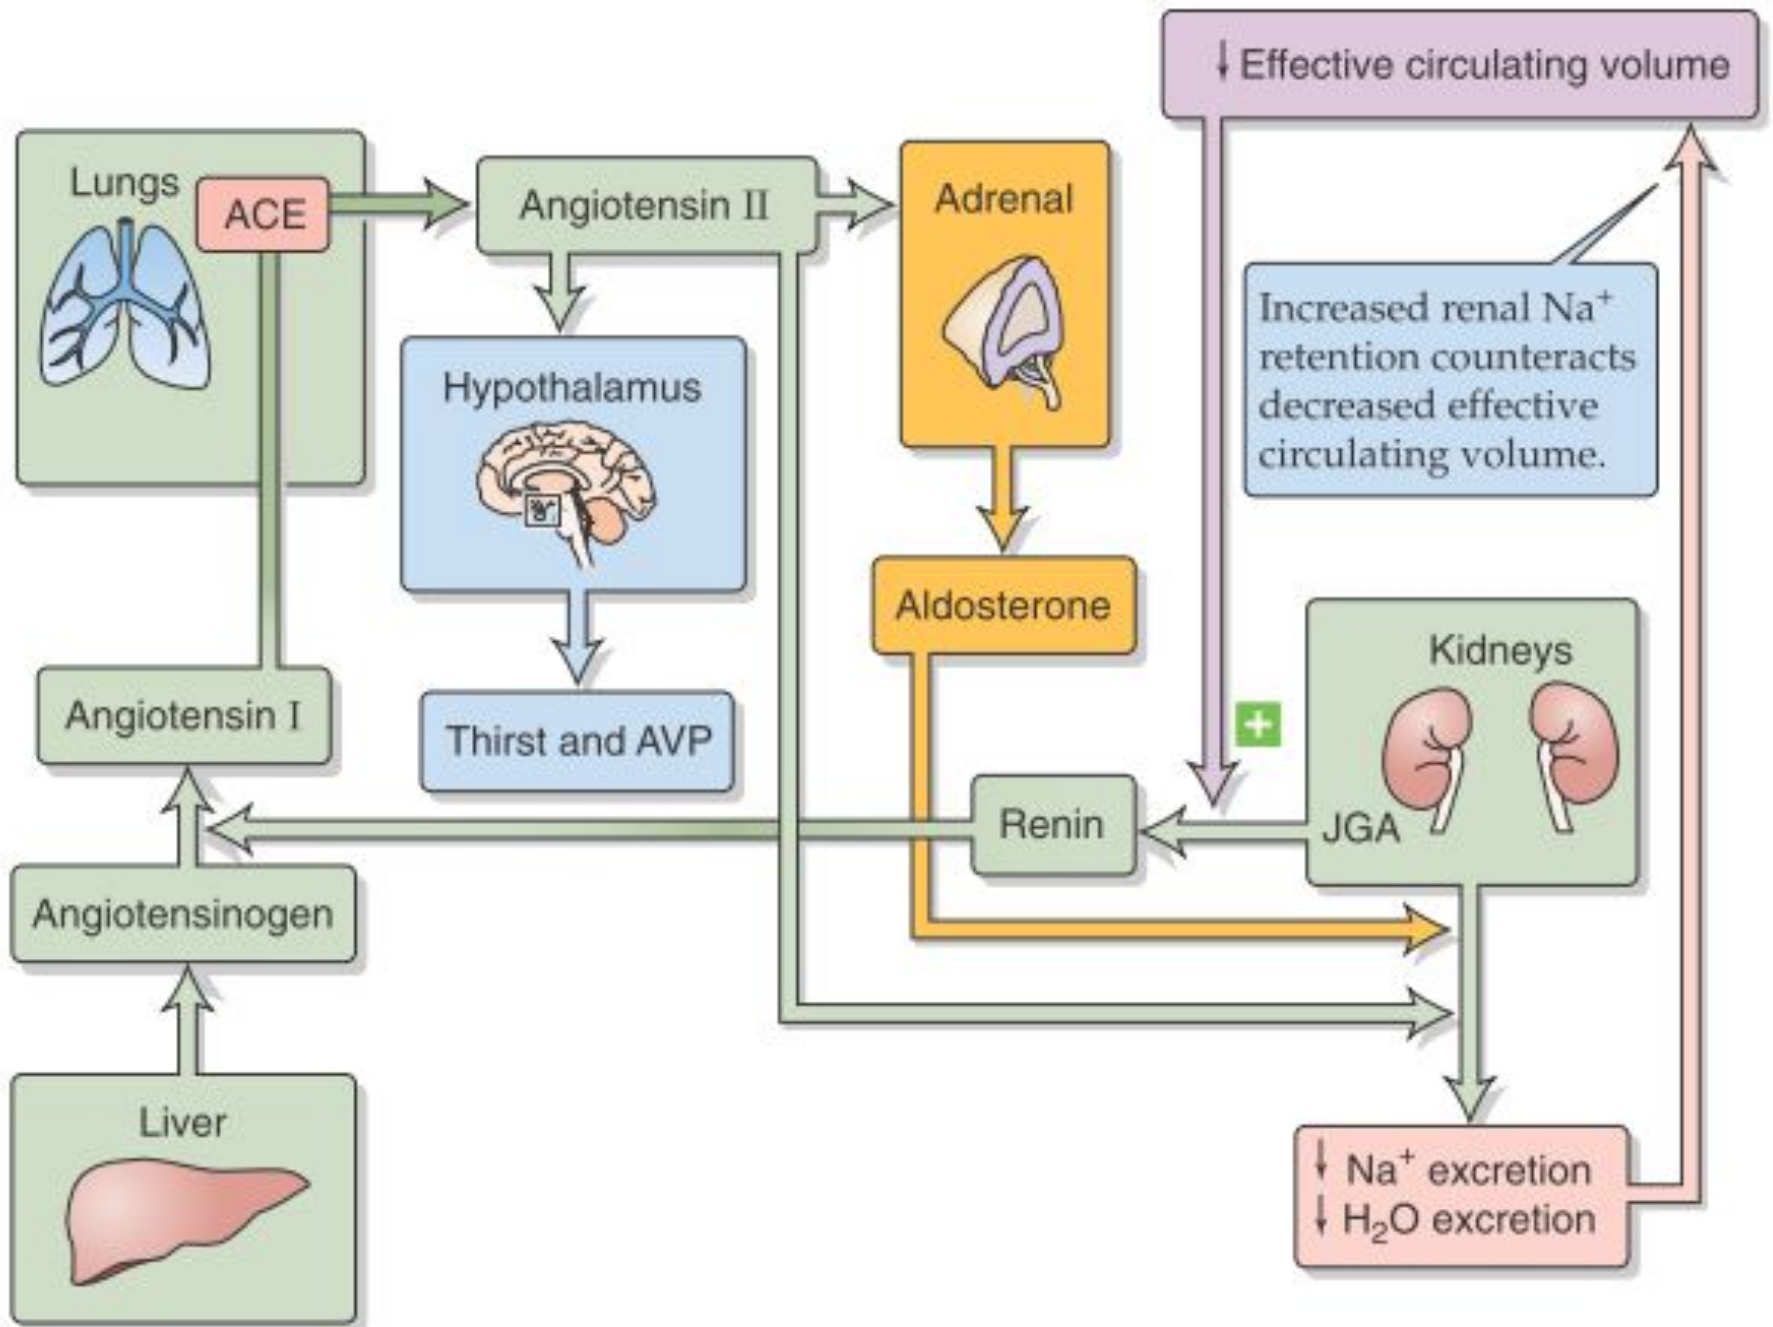 ↓ Effective circulating volume
Lungs
ACE
Angiotensin II
Adrenal
Increased renal Na⁺
retention counteracts
decreased effective
circulating volume.
Hypothalamus
Aldosterone
Kidneys
Angiotensin I
Thirst and AVP
+
Renin
JGA
Angiotensinogen
Liver
↓ Na⁺ excretion
↓ H₂O excretion